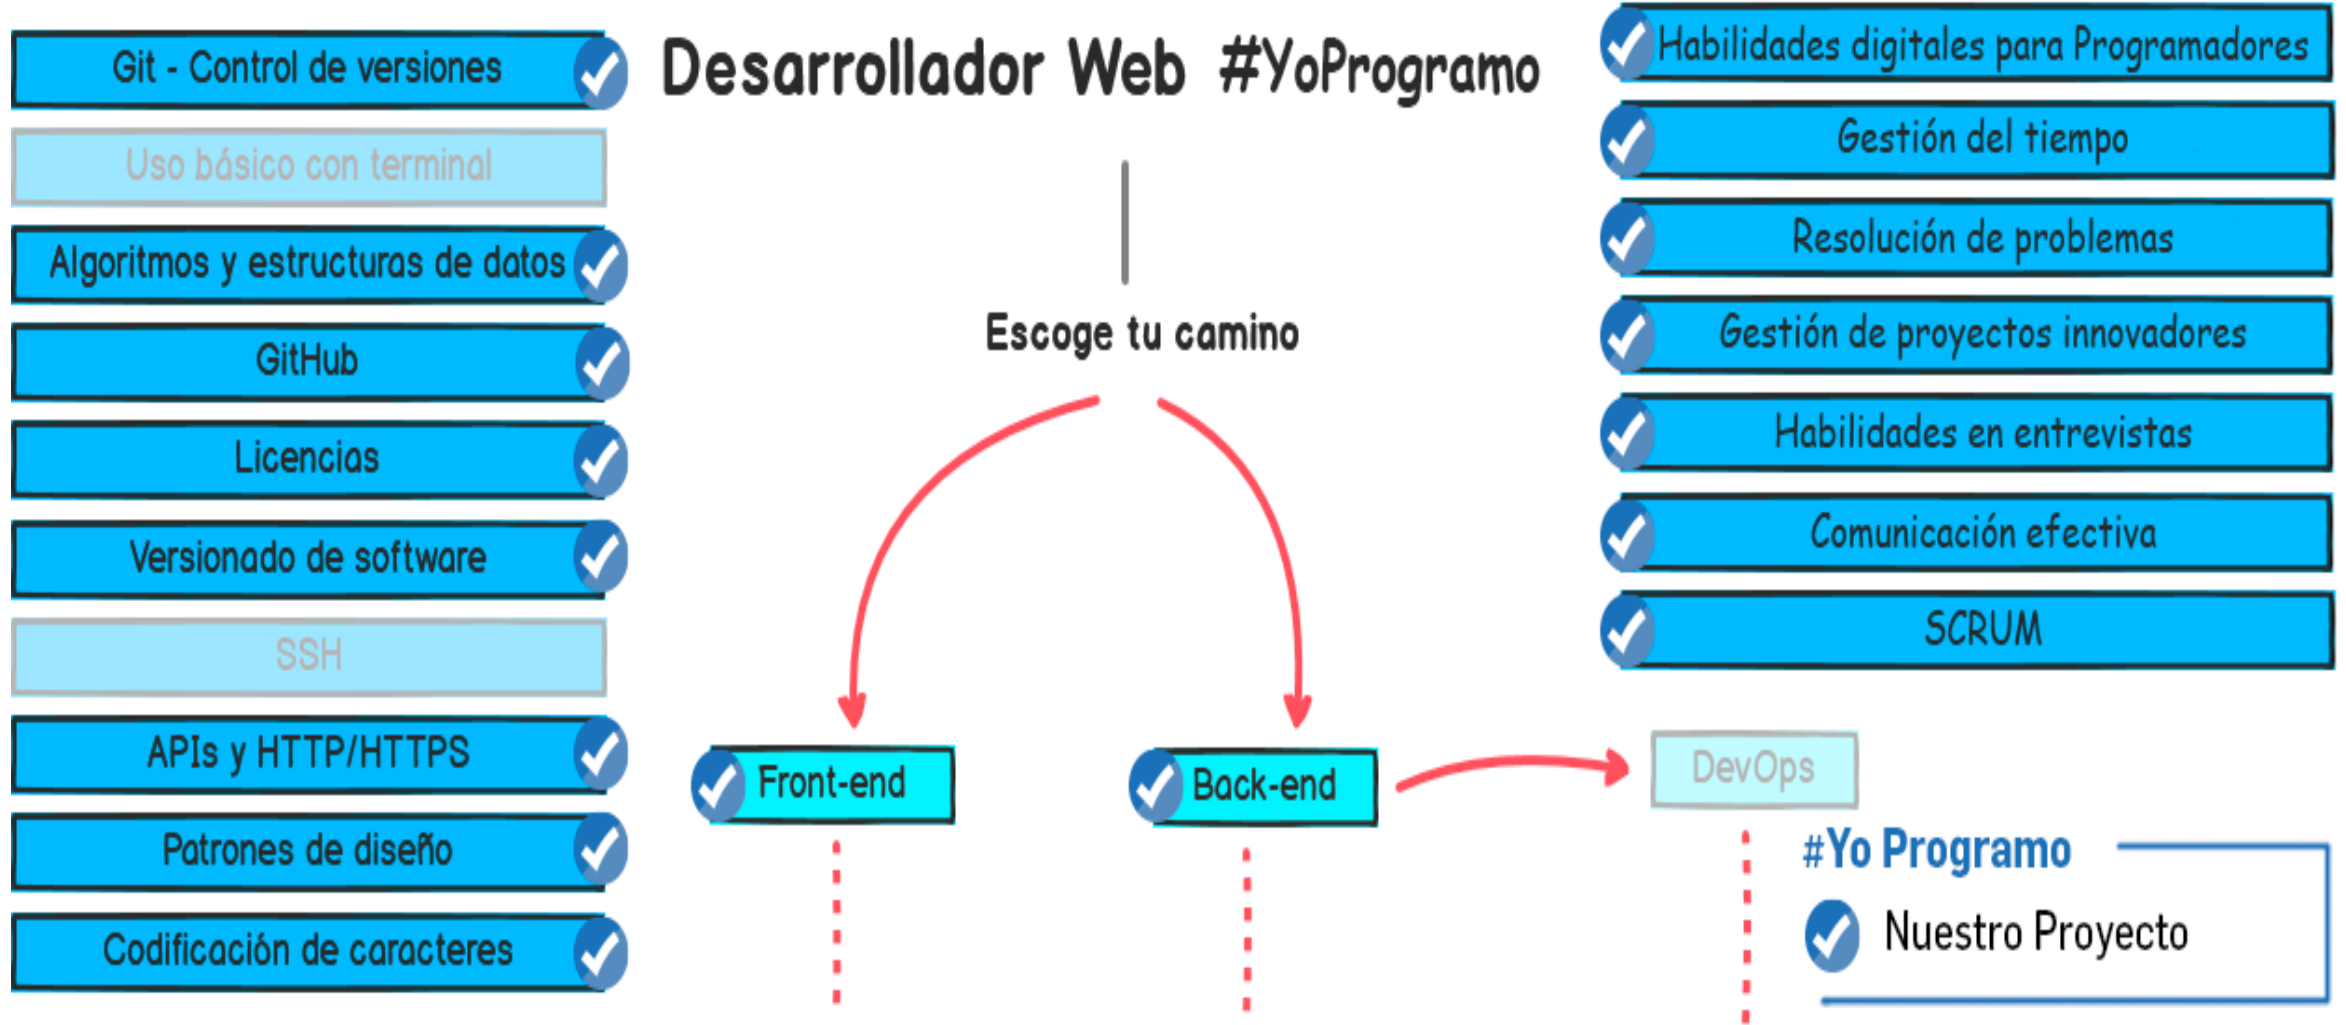 Desarrollador Web #YoProgramo
Git - Control de versiones
Uso básico con terminal
Algoritmos y estructuras de datos
GitHub
Licencias
Versionado de software
SSH
APIs y HTTP/HTTPS
Patrones de diseño
Codificación de caracteres
Escoge tu camino
Front-end
Back-end
DevOps
Habilidades digitales para Programadores
Gestión del tiempo
Resolución de problemas
Gestión de proyectos innovadores
Habilidades en entrevistas
Comunicación efectiva
SCRUM
#Yo Programo
Nuestro Proyecto